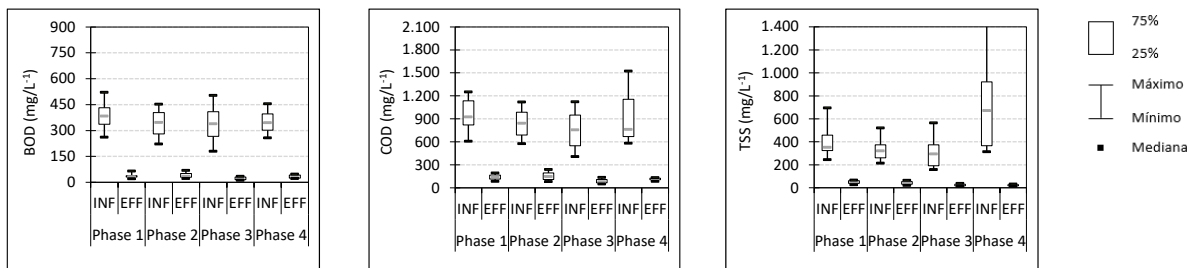 BOD (mg/L⁻¹)
900
750
600
450
300
150
0
INF EFF INF EFF INF EFF INF EFF
Phase 1 Phase 2 Phase 3 Phase 4
COD (mg/L⁻¹)
2.100
1.800
1.500
1.200
900
600
300
0
INF EFF INF EFF INF EFF INF EFF
Phase 1 Phase 2 Phase 3 Phase 4
TSS (mg/L⁻¹)
1.400
1.200
1.000
800
600
400
200
0
INF EFF INF EFF INF EFF INF EFF
Phase 1 Phase 2 Phase 3 Phase 4
75%
25%
Máximo
Mínimo
Mediana